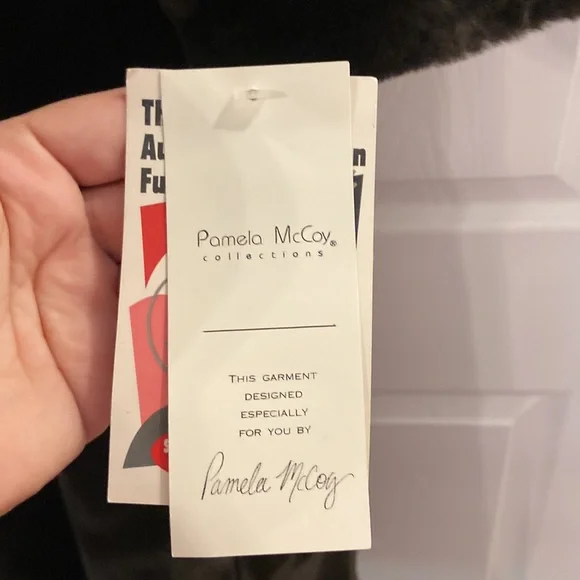 Pamela McCoy®
collections
THIS GARMENT
DESIGNED
ESPECIALLY
FOR YOU BY
Pamela McCoy